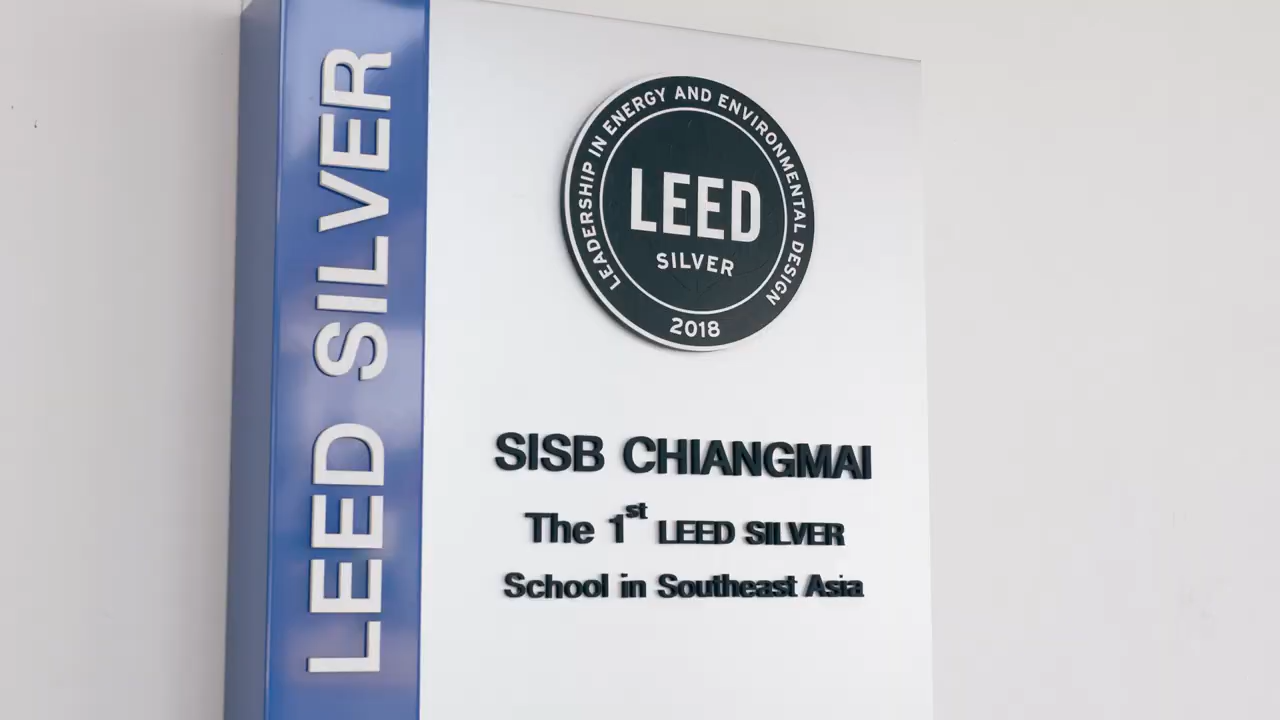 LEED SILVER
LEADERSHIP IN ENERGY AND ENVIRONMENTAL DESIGN
LEED
SILVER
2018
SISB CHIANGMAI
The 1st LEED SILVER
School in Southeast Asia